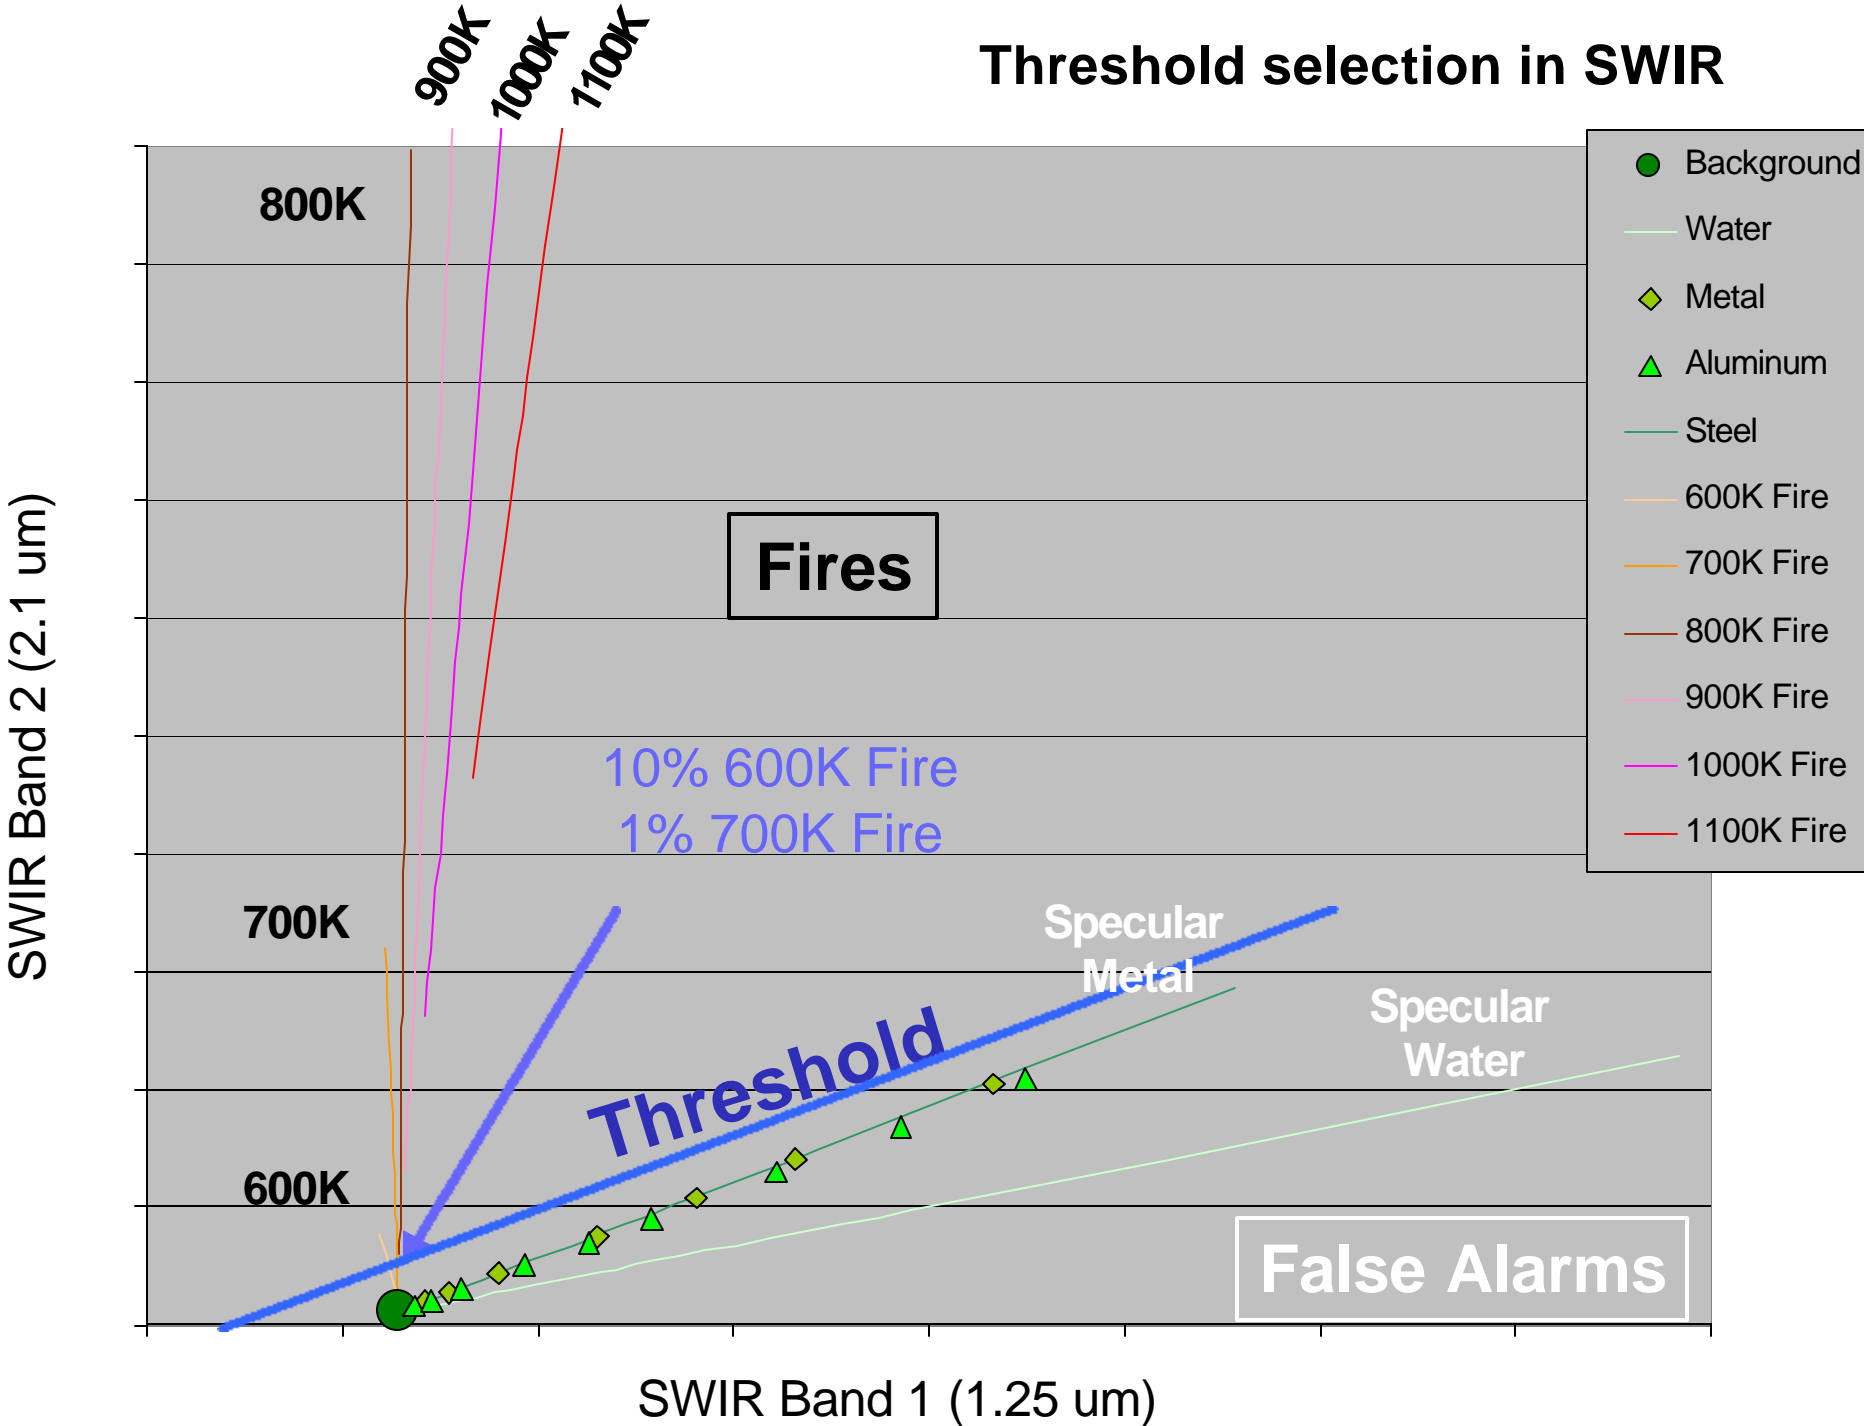 900K
1000K
1100K
Threshold selection in SWIR
800K
Background
Water
Metal
Aluminum
Steel
600K Fire
700K Fire
800K Fire
900K Fire
1000K Fire
1100K Fire
Fires
SWIR Band 2 (2.1 um)
10% 600K Fire
1% 700K Fire
700K
Specular
Metal
Specular
Water
Threshold
600K
False Alarms
SWIR Band 1 (1.25 um)